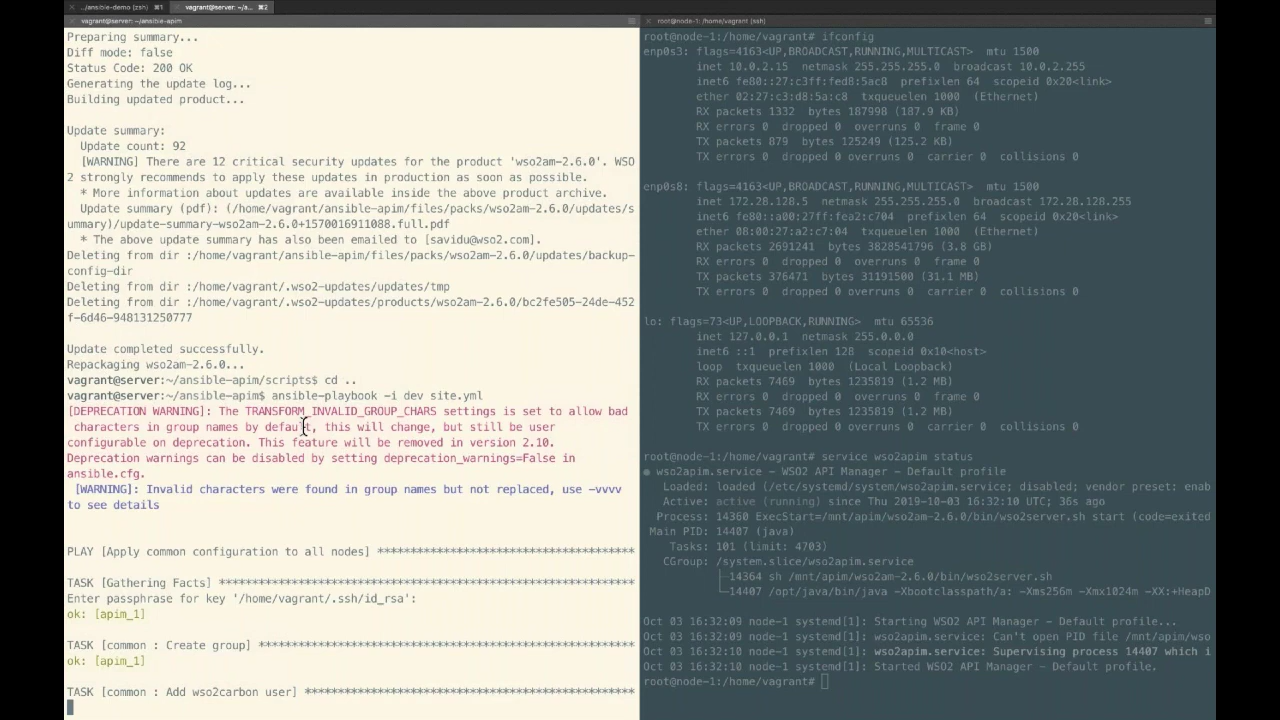 ../ansible-demo (zsh) ⌘1
vagrant@server: ~/a... ⌘2
vagrant@server: ~/ansible-apim
Preparing summary...
Diff mode: false
Status Code: 200 OK
Generating the update log...
Building updated product...
Update summary:
Update count: 92
[WARNING] There are 12 critical security updates for the product 'wso2am-2.6.0'. WSO
2 strongly recommends to apply these updates in production as soon as possible.
* More information about updates are available inside the above product archive.
Update summary (pdf): (/home/vagrant/ansible-apim/files/packs/wso2am-2.6.0/updates/s
ummary)/update-summary-wso2am-2.6.0+1570016911088.full.pdf
* The above update summary has also been emailed to [savidu@wso2.com].
Deleting from dir :/home/vagrant/ansible-apim/files/packs/wso2am-2.6.0/updates/backup-
config-dir
Deleting from dir :/home/vagrant/.wso2-updates/updates/tmp
Deleting from dir :/home/vagrant/.wso2-updates/products/wso2am-2.6.0/bc2fe505-24de-452
f-6d46-948131250777
Update completed successfully.
Repackaging wso2am-2.6.0...
vagrant@server:~/ansible-apim/scripts$ cd ..
vagrant@server:~/ansible-apim$ ansible-playbook -i dev site.yml
[DEPRECATION WARNING]: The TRANSFORM_INVALID_GROUP_CHARS settings is set to allow bad
characters in group names by default, this will change, but still be user
configurable on deprecation. This feature will be removed in version 2.10.
Deprecation warnings can be disabled by setting deprecation_warnings=False in
ansible.cfg.
[WARNING]: Invalid characters were found in group names but not replaced, use -vvvv
to see details
PLAY [Apply common configuration to all nodes] **********************************
TASK [Gathering Facts] *******************************************************
Enter passphrase for key '/home/vagrant/.ssh/id_rsa':
ok: [apim_1]
TASK [common : Create group] **************************************************
ok: [apim_1]
TASK [common : Add wso2carbon user] ********************************************
root@node-1: /home/vagrant (ssh)
root@node-1:/home/vagrant# ifconfig
enp0s3: flags=4163<UP,BROADCAST,RUNNING,MULTICAST> mtu 1500
inet 10.0.2.15 netmask 255.255.255.0 broadcast 10.0.2.255
inet6 fe80::27:c3ff:fed8:5ac8 prefixlen 64 scopeid 0x20<link>
ether 02:27:c3:d8:5a:c8 txqueuelen 1000 (Ethernet)
RX packets 1332 bytes 187998 (187.9 KB)
RX errors 0 dropped 0 overruns 0 frame 0
TX packets 879 bytes 125249 (125.2 KB)
TX errors 0 dropped 0 overruns 0 carrier 0 collisions 0
enp0s8: flags=4163<UP,BROADCAST,RUNNING,MULTICAST> mtu 1500
inet 172.28.128.5 netmask 255.255.255.0 broadcast 172.28.128.255
inet6 fe80::a00:27ff:fea2:c704 prefixlen 64 scopeid 0x20<link>
ether 08:00:27:a2:c7:04 txqueuelen 1000 (Ethernet)
RX packets 2691241 bytes 3828541796 (3.8 GB)
RX errors 0 dropped 0 overruns 0 frame 0
TX packets 376471 bytes 31191500 (31.1 MB)
TX errors 0 dropped 0 overruns 0 carrier 0 collisions 0
lo: flags=73<UP,LOOPBACK,RUNNING> mtu 65536
inet 127.0.0.1 netmask 255.0.0.0
inet6 ::1 prefixlen 128 scopeid 0x10<host>
loop txqueuelen 1000 (Local Loopback)
RX packets 7469 bytes 1235819 (1.2 MB)
RX errors 0 dropped 0 overruns 0 frame 0
TX packets 7469 bytes 1235819 (1.2 MB)
TX errors 0 dropped 0 overruns 0 carrier 0 collisions 0
root@node-1:/home/vagrant# service wso2apim status
● wso2apim.service - WSO2 API Manager - Default profile
Loaded: loaded (/etc/systemd/system/wso2apim.service; disabled; vendor preset: enab
Active: active (running) since Thu 2019-10-03 16:32:10 UTC; 36s ago
Process: 14360 ExecStart=/mnt/apim/wso2am-2.6.0/bin/wso2server.sh start (code=exited
Main PID: 14407 (java)
Tasks: 101 (limit: 4703)
CGroup: /system.slice/wso2apim.service
├─14364 sh /mnt/apim/wso2am-2.6.0/bin/wso2server.sh
└─14407 /opt/java/bin/java -Xbootclasspath/a: -Xms256m -Xmx1024m -XX:+HeapD
Oct 03 16:32:09 node-1 systemd[1]: Starting WSO2 API Manager - Default profile...
Oct 03 16:32:10 node-1 systemd[1]: wso2apim.service: Can't open PID file /mnt/apim/wso
Oct 03 16:32:10 node-1 systemd[1]: wso2apim.service: Supervising process 14407 which i
Oct 03 16:32:10 node-1 systemd[1]: Started WSO2 API Manager - Default profile.
root@node-1:/home/vagrant#